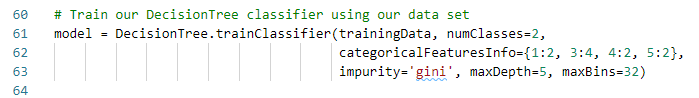 60 # Train our DecisionTree classifier using our data set
61 model = DecisionTree.trainClassifier(trainingData, numClasses=2,
62 categoricalFeaturesInfo={1:2, 3:4, 4:2, 5:2},
63 impurity='gini', maxDepth=5, maxBins=32)
64